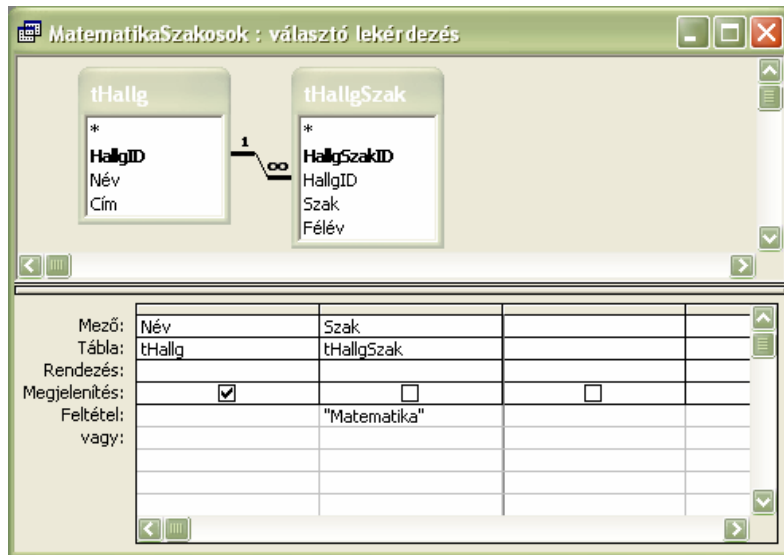 MatematikaSzakosok : választó lekérdezés
tHallg
*
HallgID
Név
Cím
1
∞
tHallgSzak
*
HallgSzakID
HallgID
Szak
Félév
Mező: Név Szak
Tábla: tHallg tHallgSzak
Rendezés:
Megjelenítés:
Feltétel: "Matematika"
vagy: